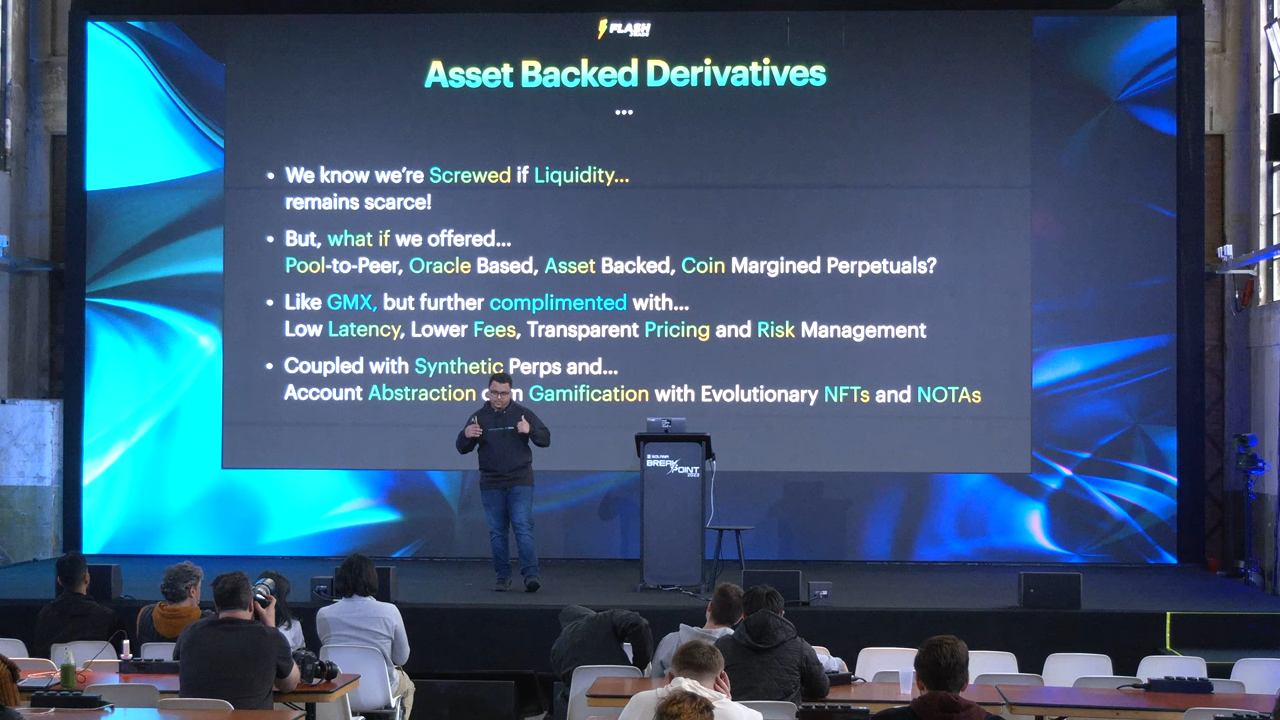 FLASH
TRADE
Asset Backed Derivatives
...
• We know we're Screwed if Liquidity...
remains scarce!
• But, what if we offered...
Pool-to-Peer, Oracle Based, Asset Backed, Coin Margined Perpetuals?
• Like GMX, but further complimented with...
Low Latency, Lower Fees, Transparent Pricing and Risk Management
• Coupled with Synthetic Perps and...
Account Abstraction Gamification with Evolutionary NFTs and NOTAs
SOLANA
BREAKPOINT
2023